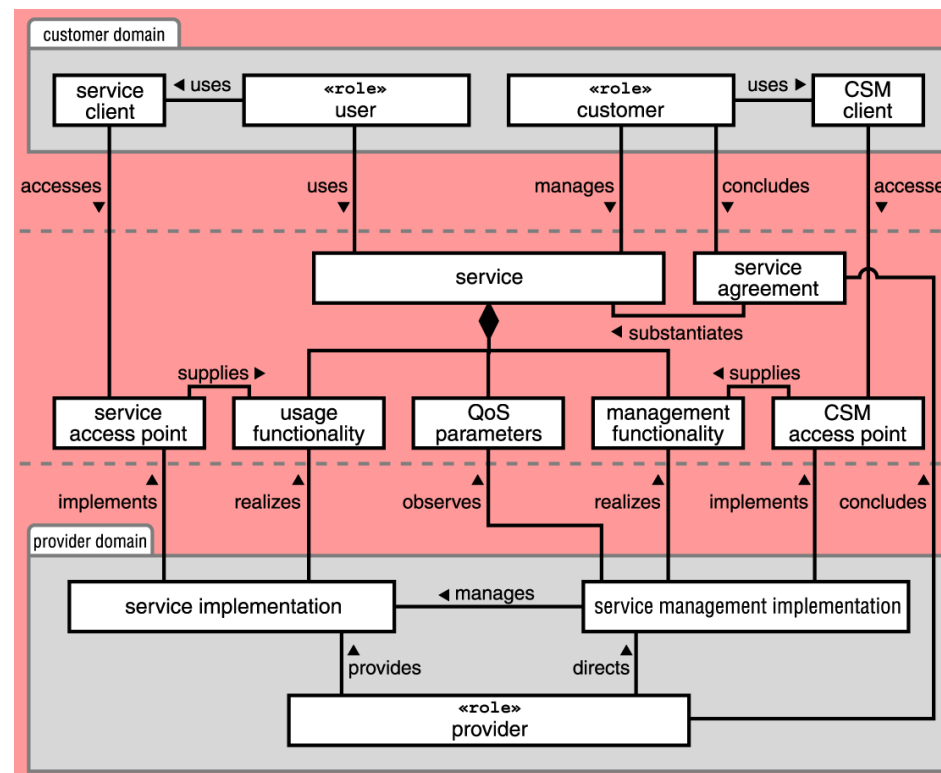 customer domain
service
client
◄ uses
«role»
user
«role»
customer
uses ►
CSM
client
accesses
▼
uses
▼
manages
▼
concludes
▼
accesse
▼
service
service
agreement
◄ substantiates
supplies ►
◄ supplies
service
access point
usage
functionality
QoS
parameters
management
functionality
CSM
access point
▲
implements
▲
realizes
▲
observes
▲
realizes
▲
implements
▲
concludes
provider domain
service implementation
◄ manages
service management implementation
▲
provides
▲
directs
«role»
provider